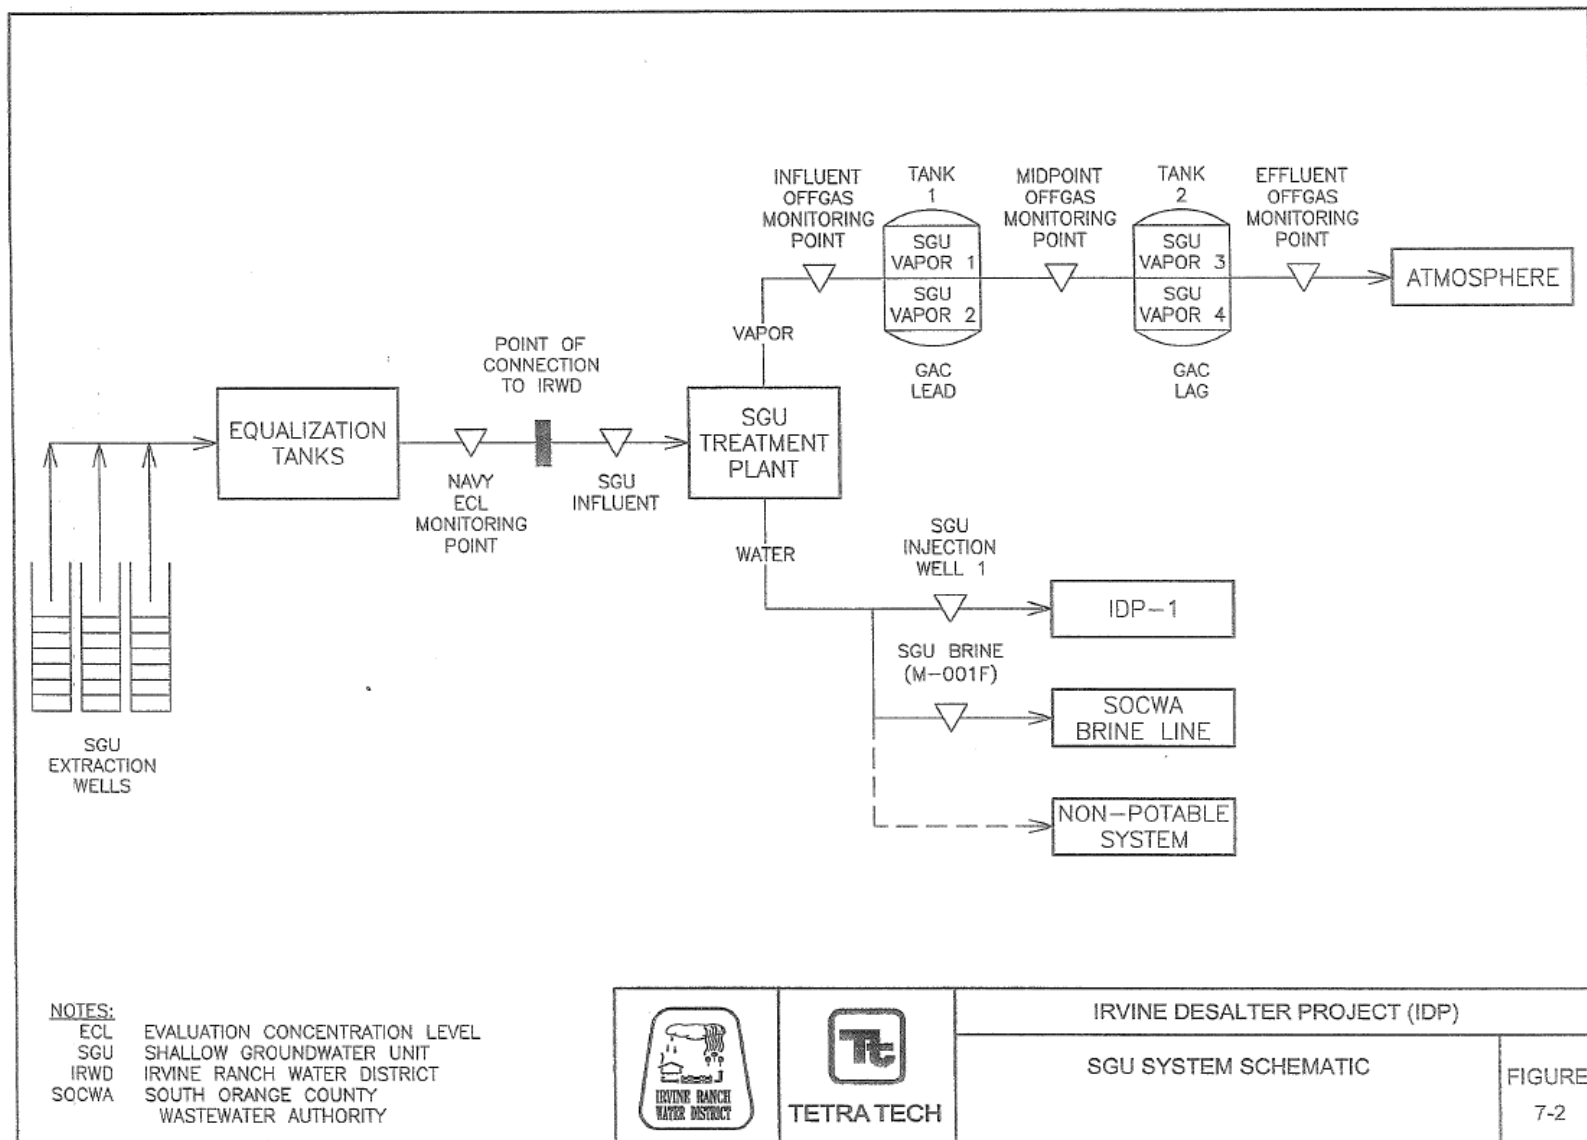 INFLUENT
OFFGAS
MONITORING
POINT
TANK
1
MIDPOINT
OFFGAS
MONITORING
POINT
TANK
2
EFFLUENT
OFFGAS
MONITORING
POINT
SGU
VAPOR 1
SGU
VAPOR 2
SGU
VAPOR 3
SGU
VAPOR 4
ATMOSPHERE
GAC
LEAD
GAC
LAG
VAPOR
POINT OF
CONNECTION
TO IRWD
EQUALIZATION
TANKS
NAVY
ECL
MONITORING
POINT
SGU
INFLUENT
SGU
TREATMENT
PLANT
WATER
SGU
INJECTION
WELL 1
IDP-1
SGU BRINE
(M-001F)
SOCWA
BRINE LINE
NON-POTABLE
SYSTEM
SGU
EXTRACTION
WELLS
NOTES:
ECL EVALUATION CONCENTRATION LEVEL
SGU SHALLOW GROUNDWATER UNIT
IRWD IRVINE RANCH WATER DISTRICT
SOCWA SOUTH ORANGE COUNTY
WASTEWATER AUTHORITY
IRVINE RANCH
WATER DISTRICT
Tt
TETRA TECH
IRVINE DESALTER PROJECT (IDP)
SGU SYSTEM SCHEMATIC
FIGURE
7-2